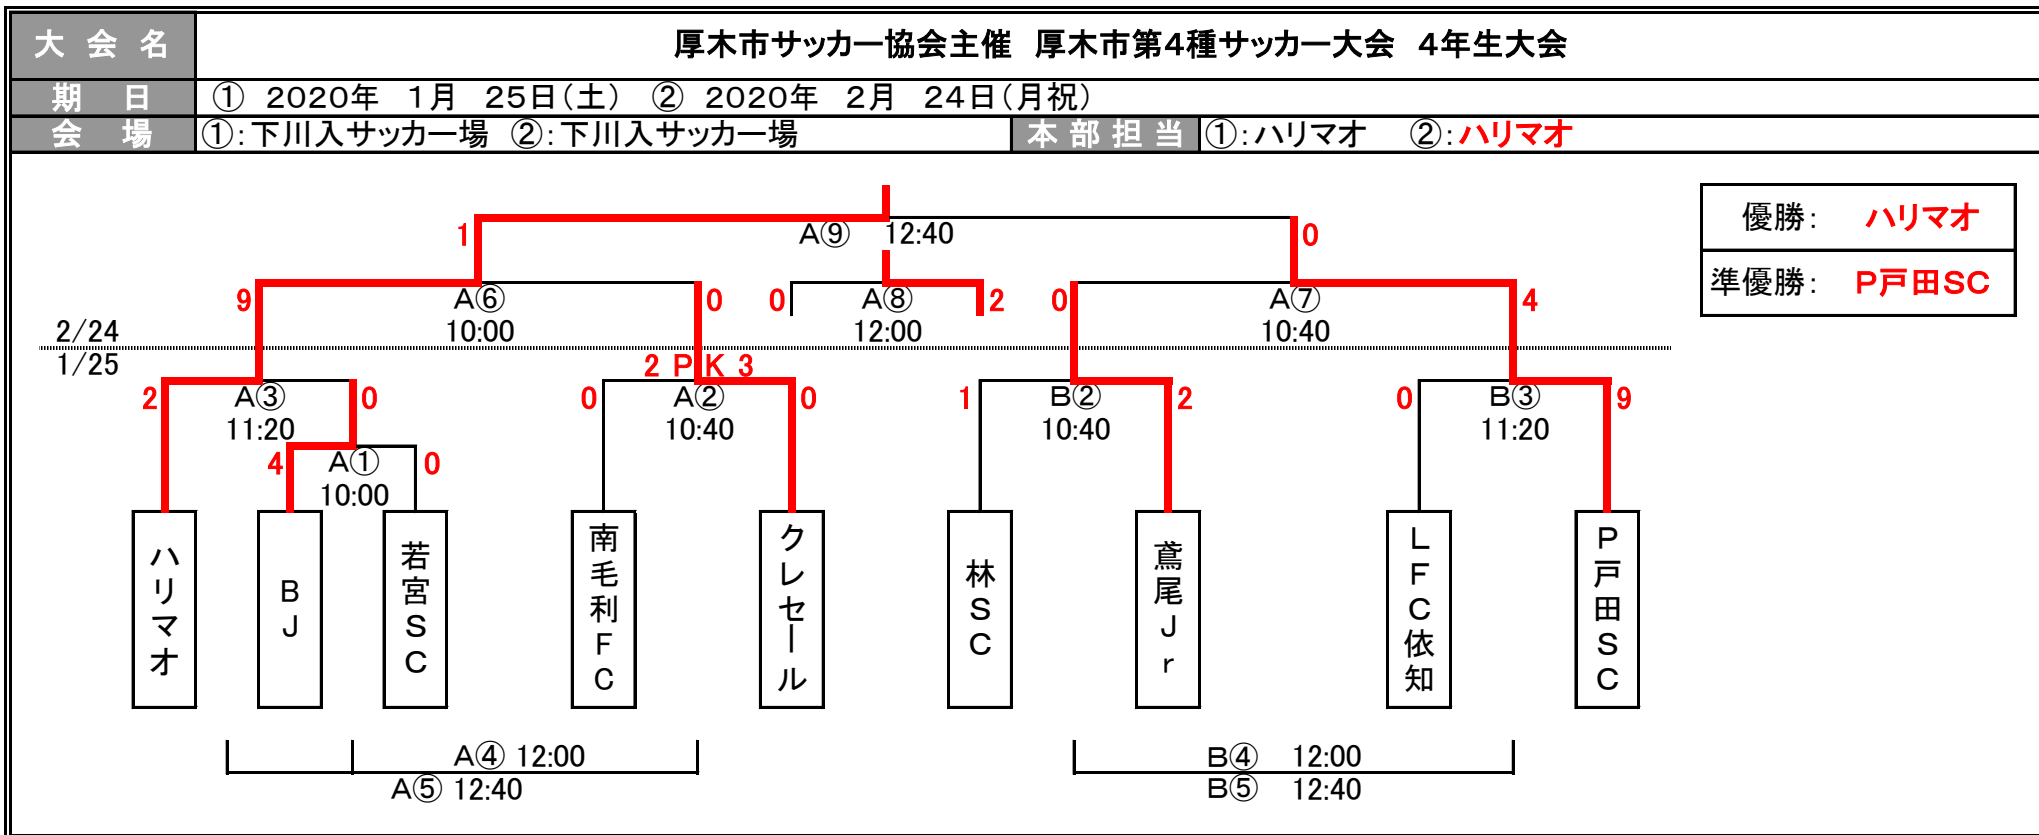 大会名 厚木市サッカー協会主催 厚木市第4種サッカー大会 4年生大会
期日 ① 2020年 1月 25日(土) ② 2020年 2月 24日(月祝)
会場 ①:下川入サッカー場 ②:下川入サッカー場 本部担当 ①:ハリマオ ②:ハリマオ
優勝: ハリマオ
準優勝: P戸田SC
1 A⑨ 12:40 0
9 A⑥ 0 0 A⑧ 2 0 A⑦ 4
10:00 12:00 10:40
2/24
1/25
2 PK 3
2 A③ 0 0 A② 0 1 B② 2 0 B③ 9
11:20 10:40 10:40 11:20
4 A① 0
10:00
ハリマオ
BJ
若宮SC
南毛利FC
クレセール
林SC
鳶尾Jr
LFC依知
P戸田SC
A④ 12:00 B④ 12:00
A⑤ 12:40 B⑤ 12:40